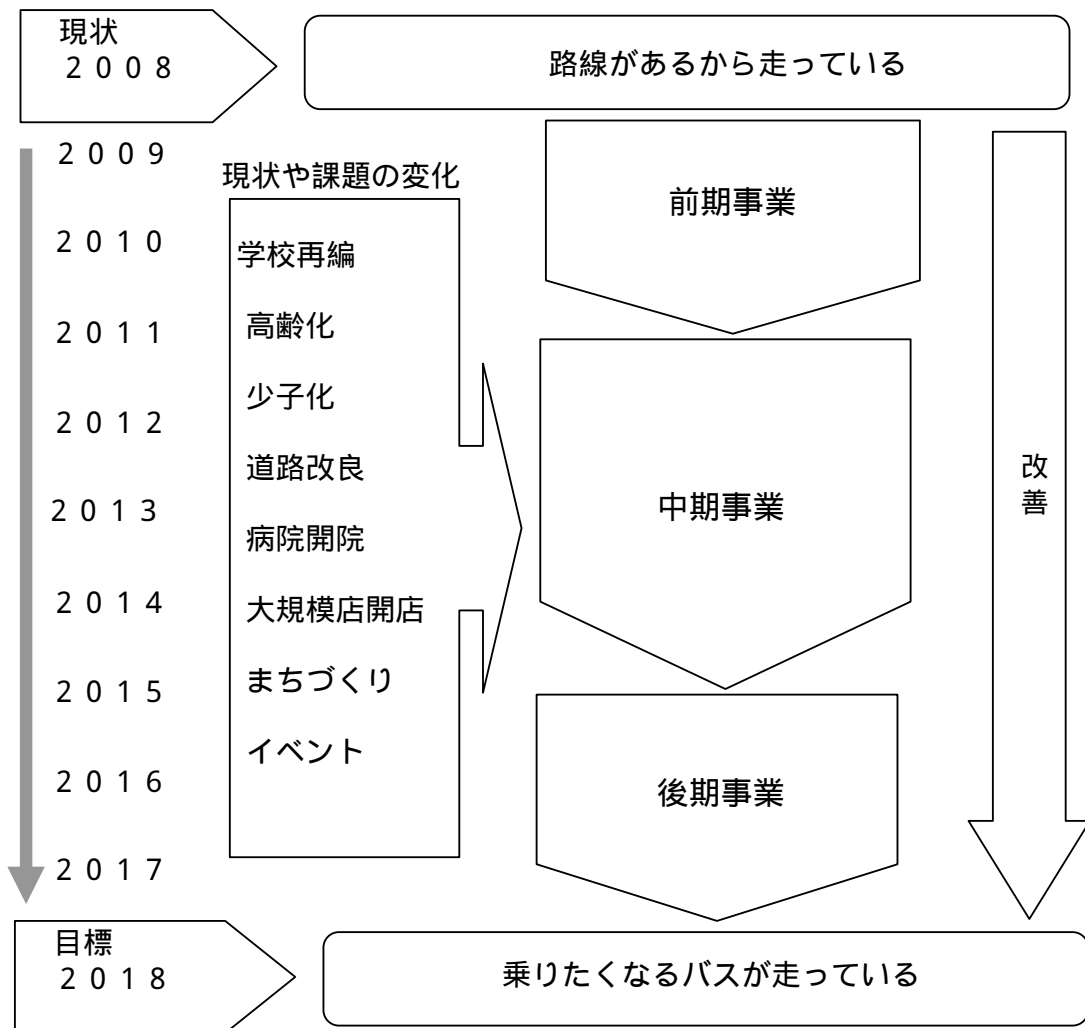 現状
２００８
路線があるから走っている
２００９
２０１０
２０１１
２０１２
２０１３
２０１４
２０１５
２０１６
２０１７
現状や課題の変化
学校再編
高齢化
少子化
道路改良
病院開院
大規模店開店
まちづくり
イベント
前期事業
中期事業
後期事業
改善
目標
２０１８
乗りたくなるバスが走っている